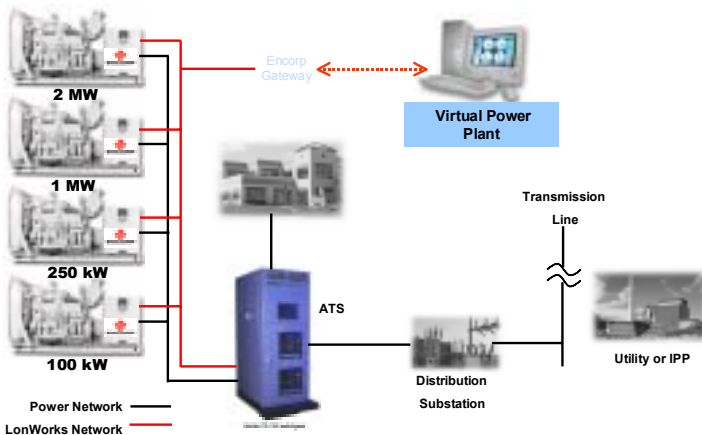 Encorp
Gateway
2 MW
Virtual Power
Plant
1 MW
Transmission
Line
250 kW
ATS
Utility or IPP
100 kW
Distribution
Substation
Power Network
LonWorks Network